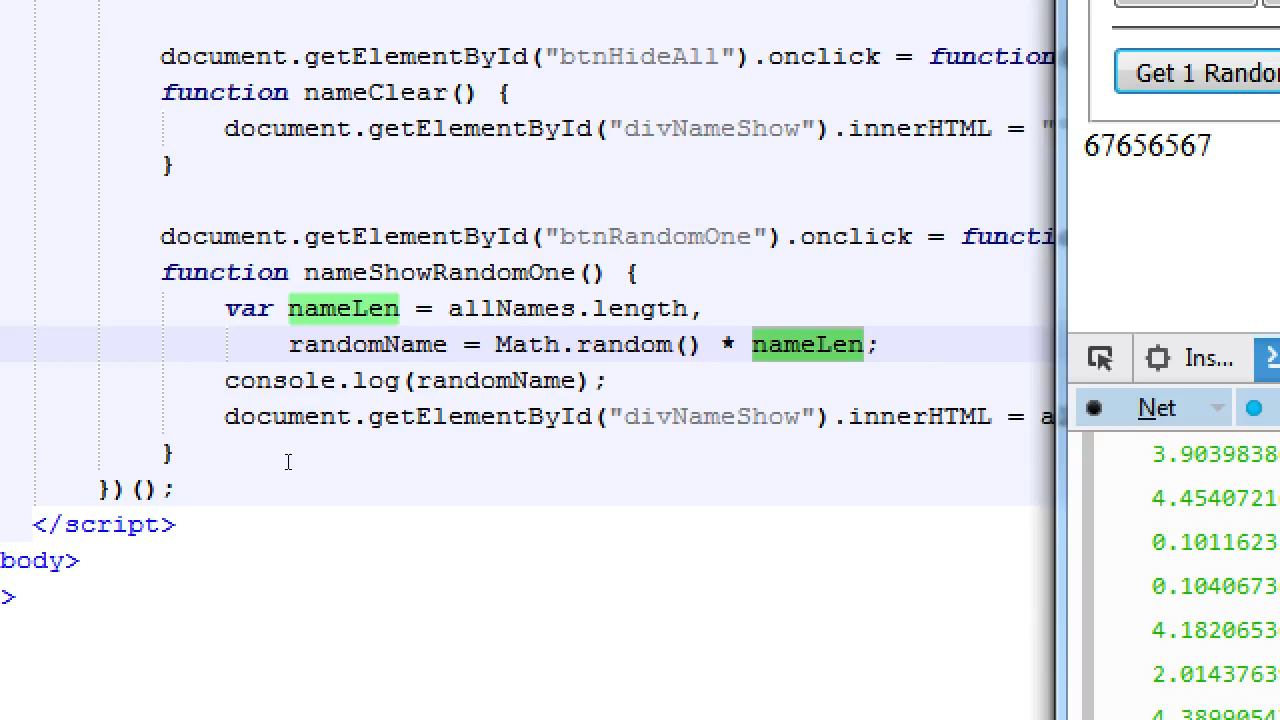 document.getElementById("btnHideAll").onclick = function
function nameClear() {
document.getElementById("divNameShow").innerHTML = "
}
document.getElementById("btnRandomOne").onclick = functi
function nameShowRandomOne() {
var nameLen = allNames.length,
randomName = Math.random() * nameLen;
console.log(randomName);
document.getElementById("divNameShow").innerHTML = a
}
})();
</script>
body>
>
Get 1 Rando
67656567
Ins...
Net
3.9039838
4.4540721
0.1011623
0.1040673
4.1820653
2.0143763
4.3899054